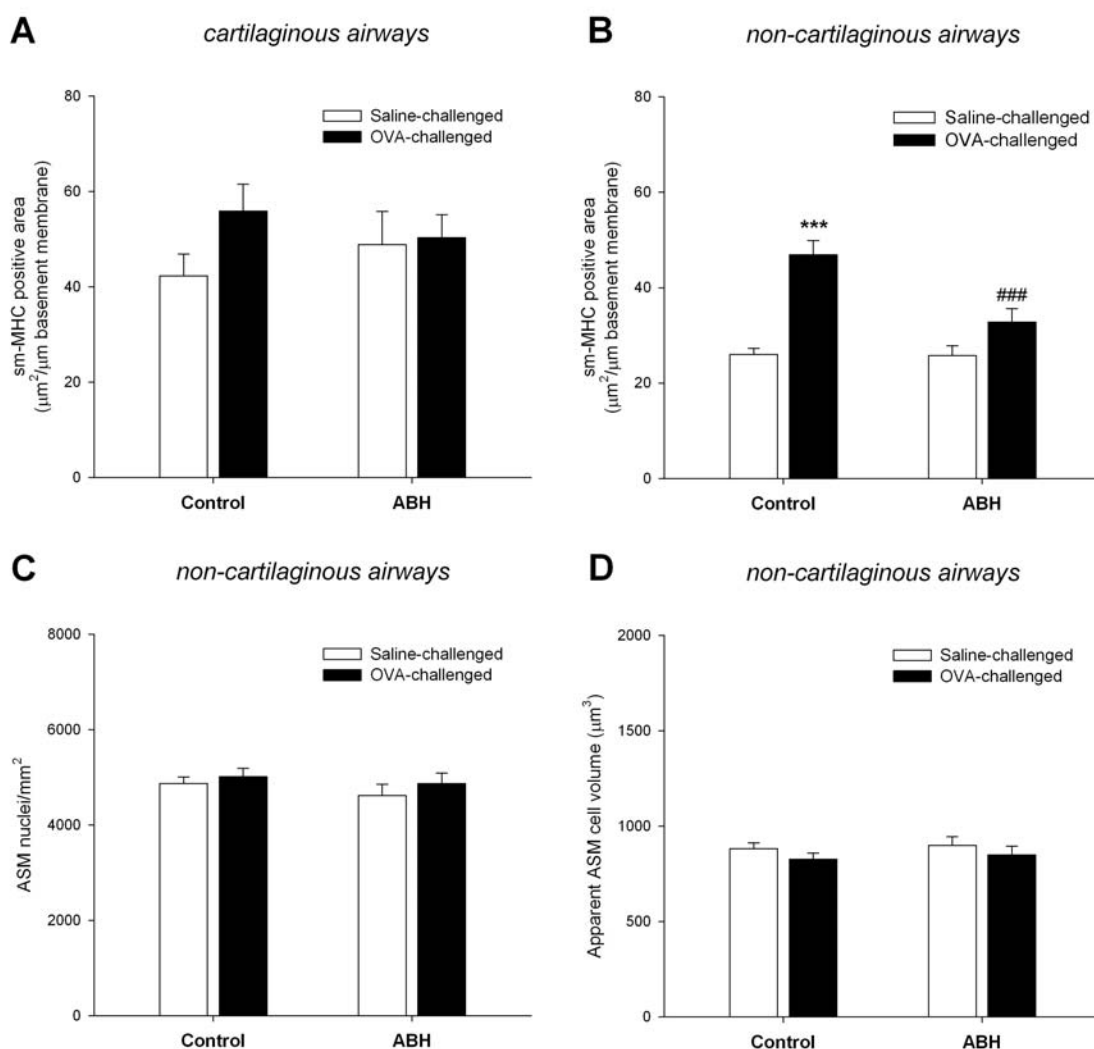 A
cartilaginous airways
80
60
40
20
0
sm-MHC positive area
(μm²/μm basement membrane)
Saline-challenged
OVA-challenged
Control
ABH
B
non-cartilaginous airways
80
60
40
20
0
sm-MHC positive area
(μm²/μm basement membrane)
Saline-challenged
OVA-challenged
***
###
Control
ABH
C
non-cartilaginous airways
8000
6000
4000
2000
0
ASM nuclei/mm²
Saline-challenged
OVA-challenged
Control
ABH
D
non-cartilaginous airways
2000
1500
1000
500
0
Apparent ASM cell volume (μm³)
Saline-challenged
OVA-challenged
Control
ABH